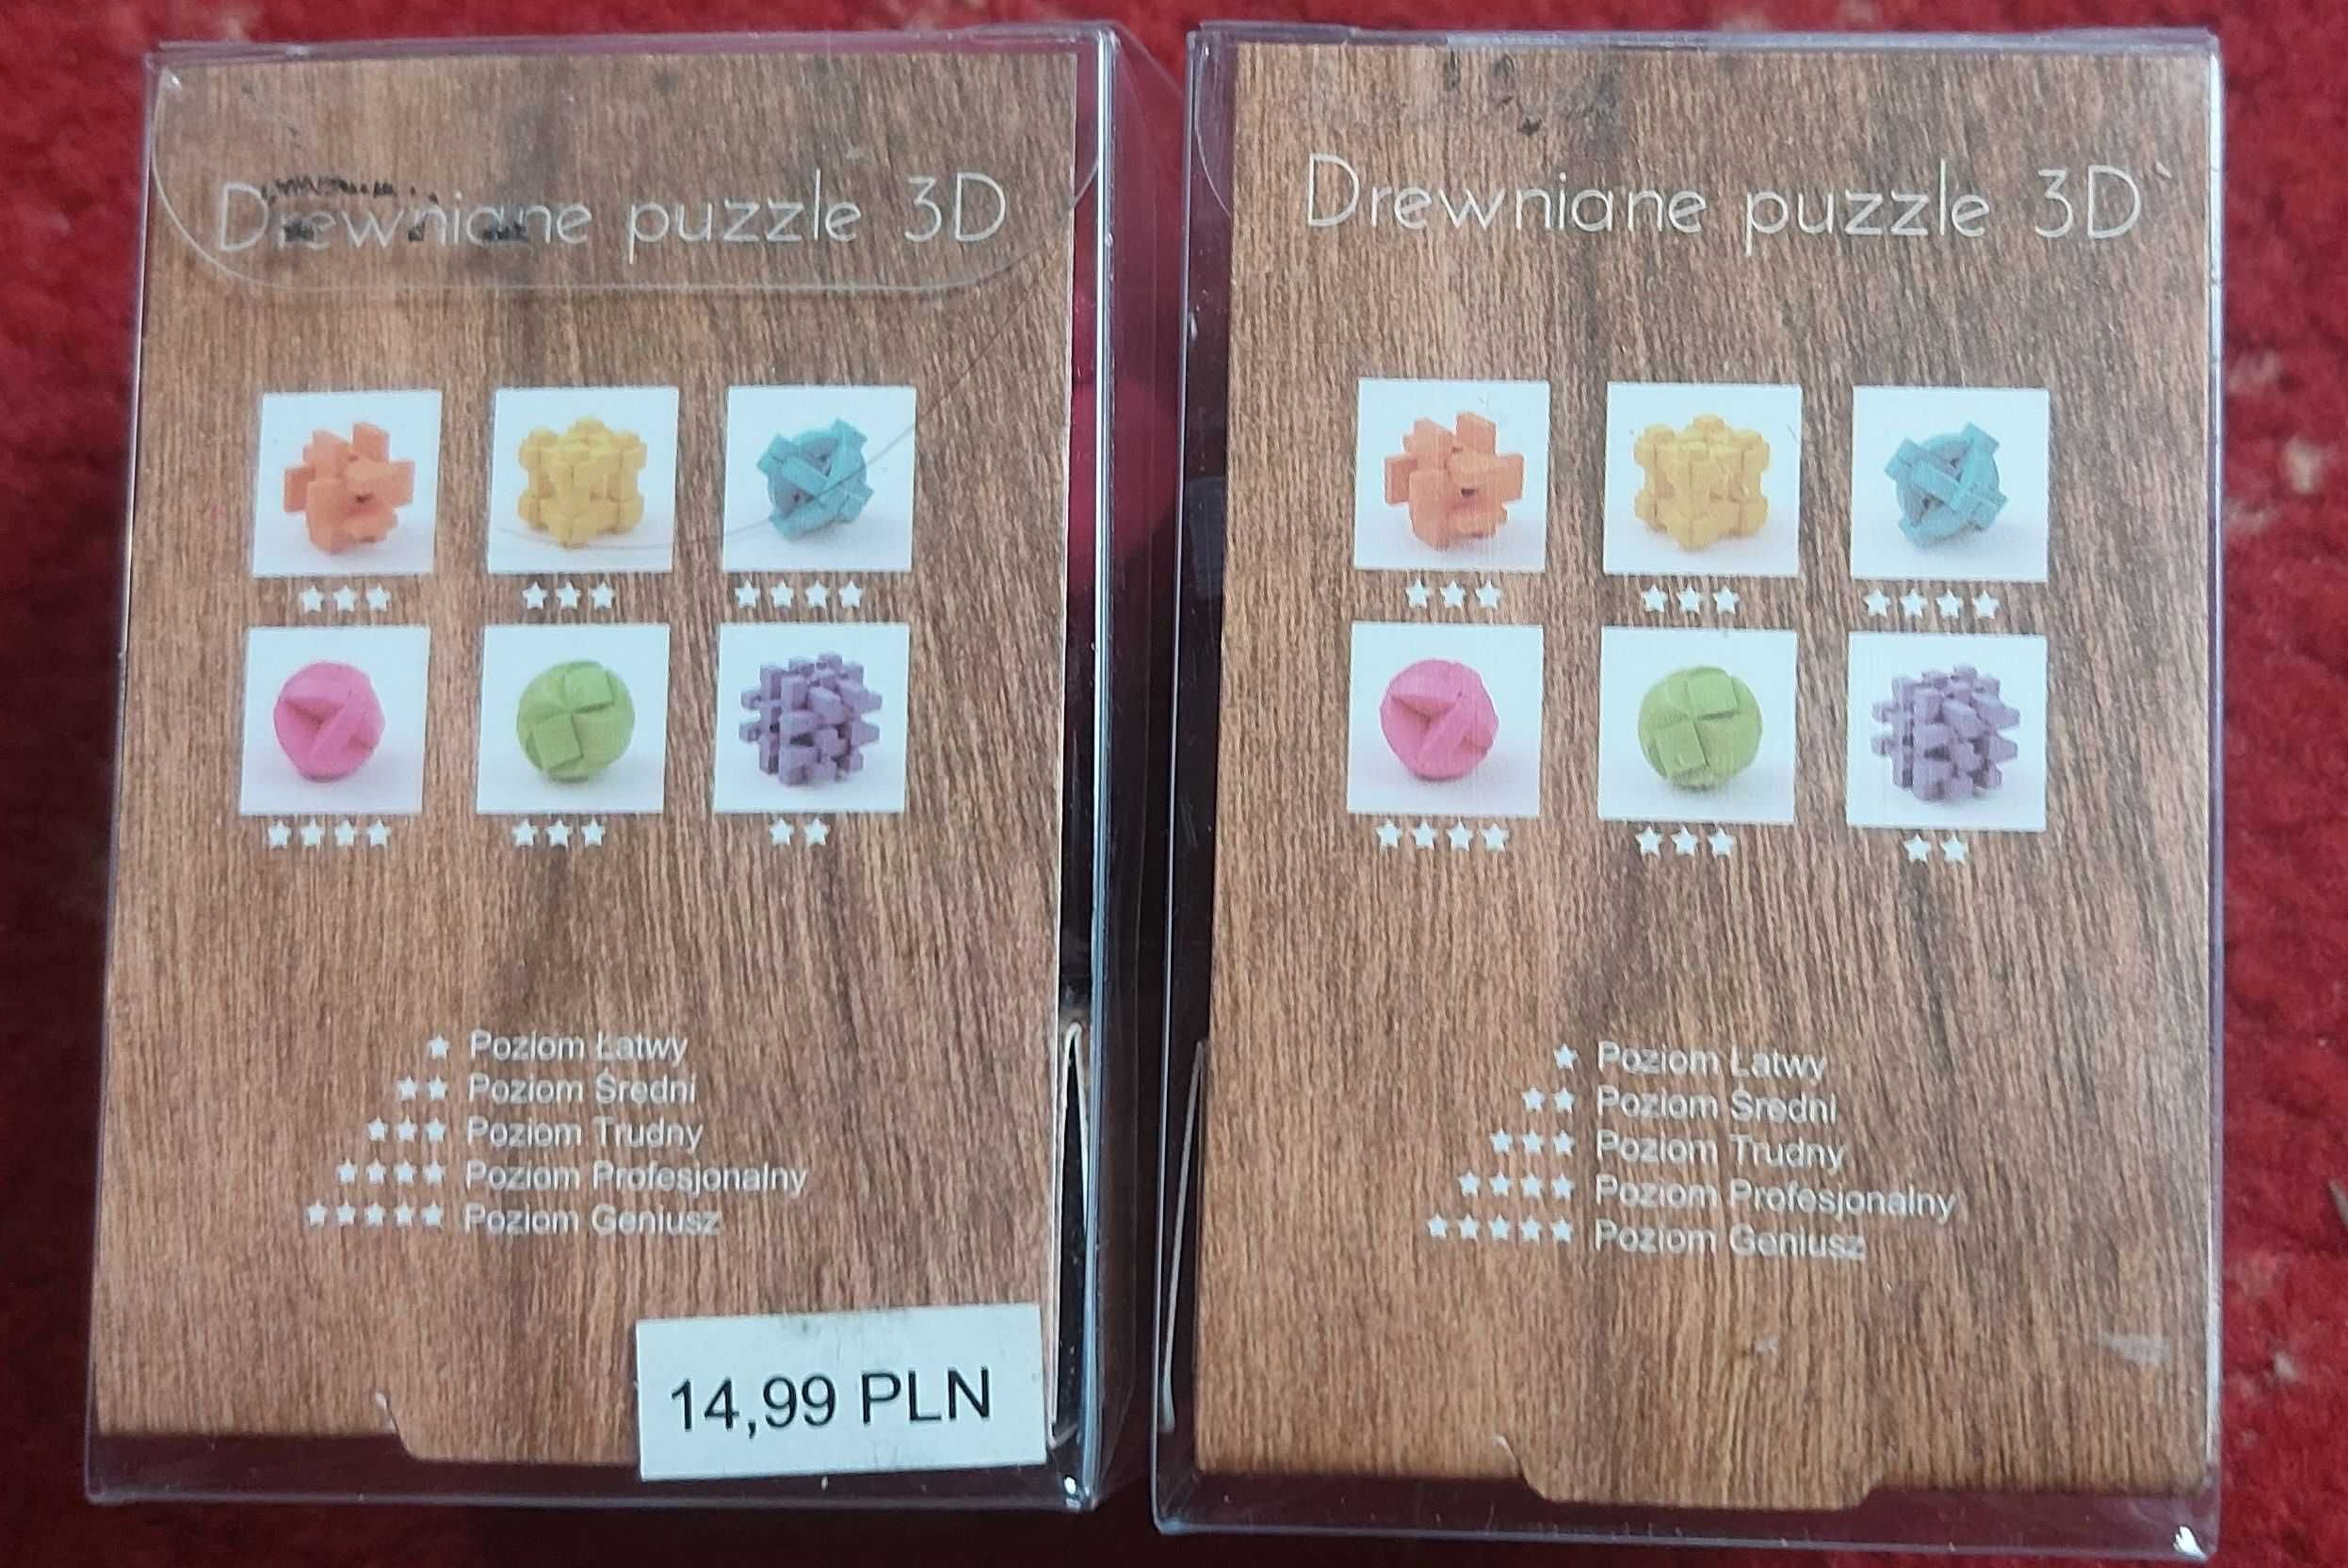 Drewniane puzzle 3D
Poziom Łatwy
Poziom Średni
Poziom Trudny
Poziom Profesjonalny
Poziom Geniusz
14,99 PLN
Drewniane puzzle 3D
Poziom Łatwy
Poziom Średni
Poziom Trudny
Poziom Profesjonalny
Poziom Geniusz